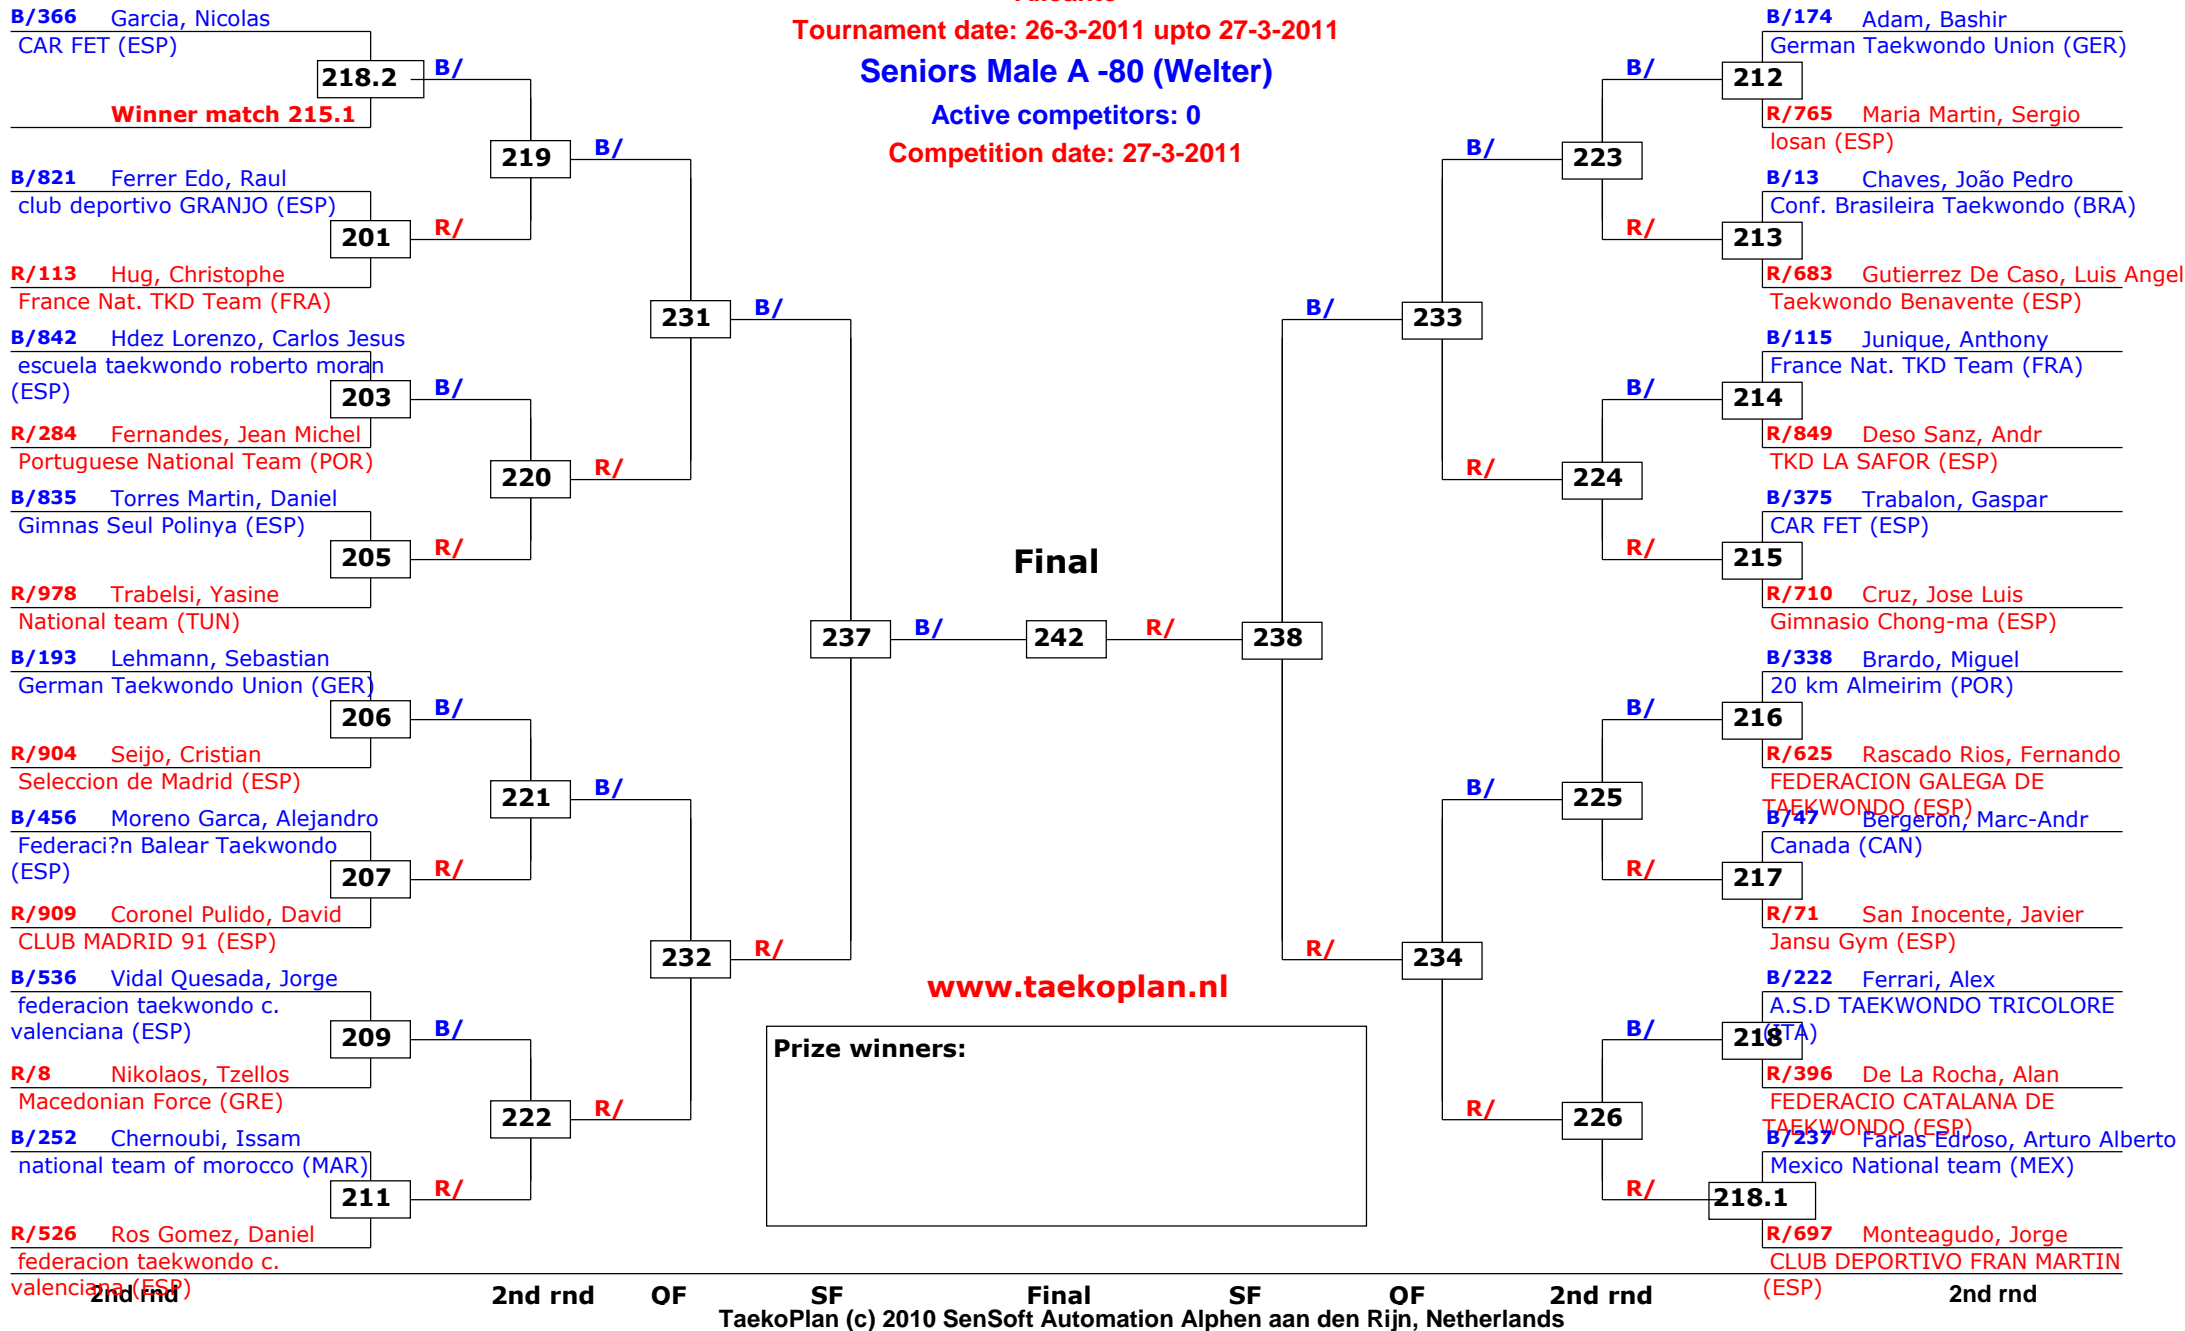 Alicante
Tournament date: 26-3-2011 upto 27-3-2011
Seniors Male A -80 (Welter)
Active competitors: 0
Competition date: 27-3-2011
B/366 Garcia, Nicolas
CAR FET (ESP)
218.2
B/
Winner match 215.1
219
B/
B/821 Ferrer Edo, Raul
club deportivo GRANJO (ESP)
201
R/
R/113 Hug, Christophe
France Nat. TKD Team (FRA)
231
B/
B/842 Hdez Lorenzo, Carlos Jesus
escuela taekwondo roberto moran
(ESP)
203
B/
R/284 Fernandes, Jean Michel
Portuguese National Team (POR)
220
R/
B/835 Torres Martin, Daniel
Gimnas Seul Polinya (ESP)
205
R/
R/978 Trabelsi, Yasine
National team (TUN)
237
B/
B/193 Lehmann, Sebastian
German Taekwondo Union (GER)
206
B/
R/904 Seijo, Cristian
Seleccion de Madrid (ESP)
221
B/
B/456 Moreno Garca, Alejandro
Federaci?n Balear Taekwondo
(ESP)
207
R/
R/909 Coronel Pulido, David
CLUB MADRID 91 (ESP)
232
R/
B/536 Vidal Quesada, Jorge
federacion taekwondo c.
valenciana (ESP)
209
B/
R/8 Nikolaos, Tzellos
Macedonian Force (GRE)
222
R/
B/252 Chernoubi, Issam
national team of morocco (MAR)
211
R/
R/526 Ros Gomez, Daniel
federacion taekwondo c.
valenciana (ESP)
Final
242
R/
238
www.taekoplan.nl
Prize winners:
B/174 Adam, Bashir
German Taekwondo Union (GER)
B/
212
R/765 Maria Martin, Sergio
Iosan (ESP)
B/
223
B/13 Chaves, João Pedro
Conf. Brasileira Taekwondo (BRA)
R/
213
R/683 Gutierrez De Caso, Luis Angel
Taekwondo Benavente (ESP)
B/
233
B/115 Junique, Anthony
France Nat. TKD Team (FRA)
B/
214
R/849 Deso Sanz, Andr
TKD LA SAFOR (ESP)
R/
224
B/375 Trabalon, Gaspar
CAR FET (ESP)
R/
215
R/710 Cruz, Jose Luis
Gimnasio Chong-ma (ESP)
B/338 Brardo, Miguel
20 km Almeirim (POR)
B/
216
R/625 Rascado Rios, Fernando
FEDERACION GALEGA DE
TAEKWONDO (ESP)
B/
225
B/47 Bergeron, Marc-Andr
Canada (CAN)
R/
217
R/71 San Inocente, Javier
Jansu Gym (ESP)
R/
234
B/222 Ferrari, Alex
A.S.D TAEKWONDO TRICOLORE
(ITA)
B/
218
R/396 De La Rocha, Alan
FEDERACIO CATALANA DE
TAEKWONDO (ESP)
R/
226
B/237 Farias Edroso, Arturo Alberto
Mexico National team (MEX)
R/
218.1
R/697 Monteagudo, Jorge
CLUB DEPORTIVO FRAN MARTIN
(ESP)
2nd rnd 2nd rnd QF SF Final SF QF 2nd rnd 2nd rnd
TaekoPlan (c) 2010 SenSoft Automation Alphen aan den Rijn, Netherlands